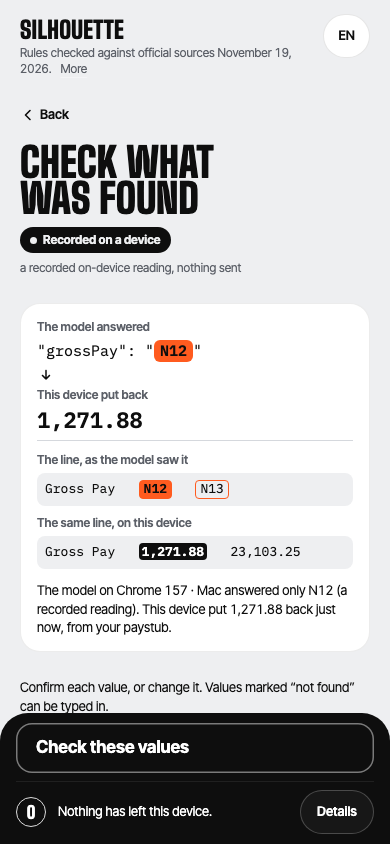 SILHOUETTE
Rules checked against official sources November 19,
2026. More
EN
Back
CHECK WHAT
WAS FOUND
Recorded on a device
a recorded on-device reading, nothing sent
The model answered
"grossPay": "N12"
↓
This device put back
1,271.88
The line, as the model saw it
Gross Pay N12 N13
The same line, on this device
Gross Pay 1,271.88 23,103.25
The model on Chrome 157 · Mac answered only N12 (a
recorded reading). This device put 1,271.88 back just
now, from your paystub.
Confirm each value, or change it. Values marked “not found”
can be typed in.
Check these values
0 Nothing has left this device. Details